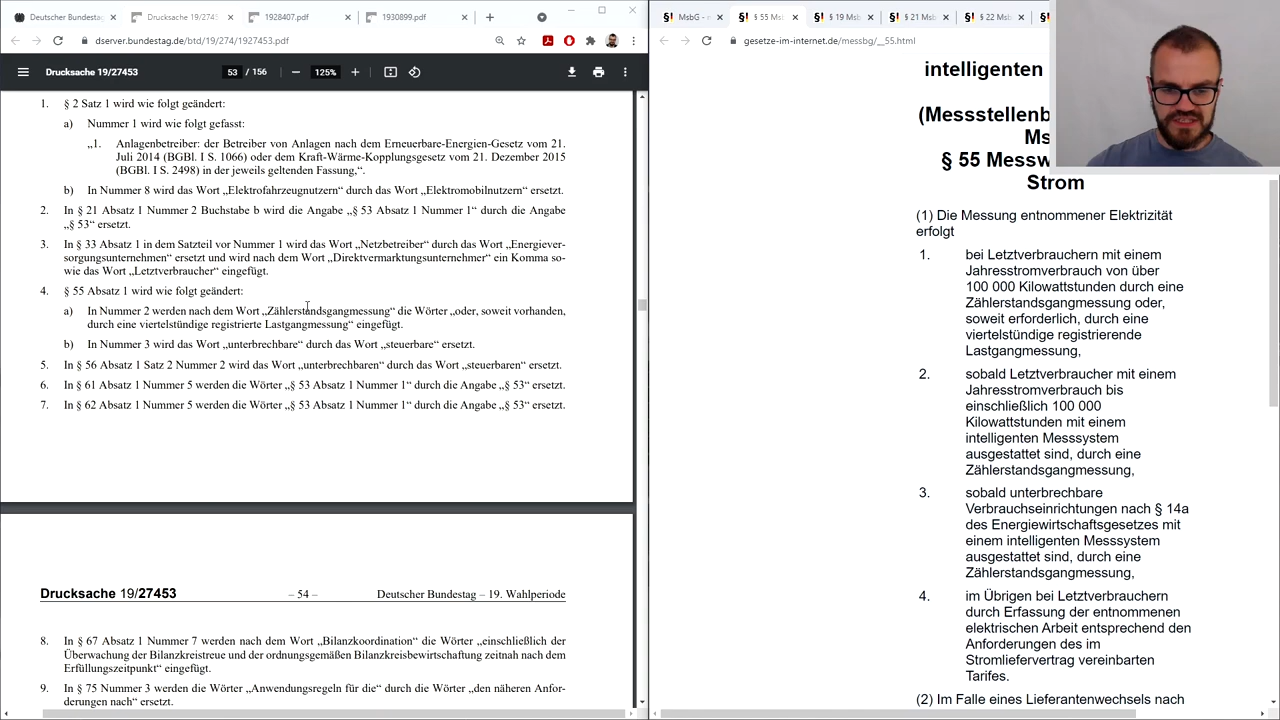 Deutscher Bundestag
Drucksache 19/2745
1928407.pdf
1930899.pdf
dserver.bundestag.de/btd/19/274/1927453.pdf
Drucksache 19/27453
53 / 156
125%
1. § 2 Satz 1 wird wie folgt geändert:
a) Nummer 1 wird wie folgt gefasst:
„1. Anlagenbetreiber: der Betreiber von Anlagen nach dem Erneuerbare-Energien-Gesetz vom 21.
Juli 2014 (BGBl. I S. 1066) oder dem Kraft-Wärme-Kopplungsgesetz vom 21. Dezember 2015
(BGBl. I S. 2498) in der jeweils geltenden Fassung,“.
b) In Nummer 8 wird das Wort „Elektrofahrzeugnutzern“ durch das Wort „Elektromobilnutzern“ ersetzt.
2. In § 21 Absatz 1 Nummer 2 Buchstabe b wird die Angabe „§ 53 Absatz 1 Nummer 1“ durch die Angabe
„§ 53“ ersetzt.
3. In § 33 Absatz 1 in dem Satzteil vor Nummer 1 wird das Wort „Netzbetreiber“ durch das Wort „Energiever-
sorgungsunternehmen“ ersetzt und wird nach dem Wort „Direktvermarktungsunternehmer“ ein Komma so-
wie das Wort „Letztverbraucher“ eingefügt.
4. § 55 Absatz 1 wird wie folgt geändert:
a) In Nummer 2 werden nach dem Wort „Zählerstandsgangmessung“ die Wörter „oder, soweit vorhanden,
durch eine viertelstündige registrierte Lastgangmessung“ eingefügt.
b) In Nummer 3 wird das Wort „unterbrechbare“ durch das Wort „steuerbare“ ersetzt.
5. In § 56 Absatz 1 Satz 2 Nummer 2 wird das Wort „unterbrechbaren“ durch das Wort „steuerbaren“ ersetzt.
6. In § 61 Absatz 1 Nummer 5 werden die Wörter „§ 53 Absatz 1 Nummer 1“ durch die Angabe „§ 53“ ersetzt.
7. In § 62 Absatz 1 Nummer 5 werden die Wörter „§ 53 Absatz 1 Nummer 1“ durch die Angabe „§ 53“ ersetzt.
Drucksache 19/27453 – 54 – Deutscher Bundestag – 19. Wahlperiode
8. In § 67 Absatz 1 Nummer 7 werden nach dem Wort „Bilanzkoordination“ die Wörter „einschließlich der
Überwachung der Bilanzkreistreue und der ordnungsgemäßen Bilanzkreisbewirtschaftung zeitnah nach dem
Erfüllungszeitpunkt“ eingefügt.
9. In § 75 Nummer 3 werden die Wörter „Anwendungsregeln für die“ durch die Wörter „den näheren Anfor-
derungen nach“ ersetzt.
MsbG -
§ 55 Ms
§ 19 Msb
§ 21 Msb
§ 22 Msb
gesetze-im-internet.de/messbg/__55.html
intelligenten
(Messstellenb
Ms
§ 55 Messw
Strom
(1) Die Messung entnommener Elektrizität
erfolgt
1. bei Letztverbrauchern mit einem
Jahresstromverbrauch von über
100 000 Kilowattstunden durch eine
Zählerstandsgangmessung oder,
soweit erforderlich, durch eine
viertelstündige registrierende
Lastgangmessung,
2. sobald Letztverbraucher mit einem
Jahresstromverbrauch bis
einschließlich 100 000
Kilowattstunden mit einem
intelligenten Messsystem
ausgestattet sind, durch eine
Zählerstandsgangmessung,
3. sobald unterbrechbare
Verbrauchseinrichtungen nach § 14a
des Energiewirtschaftsgesetzes mit
einem intelligenten Messsystem
ausgestattet sind, durch eine
Zählerstandsgangmessung,
4. im Übrigen bei Letztverbrauchern
durch Erfassung der entnommenen
elektrischen Arbeit entsprechend den
Anforderungen des im
Stromliefervertrag vereinbarten
Tarifes.
(2) Im Falle eines Lieferantenwechsels nach